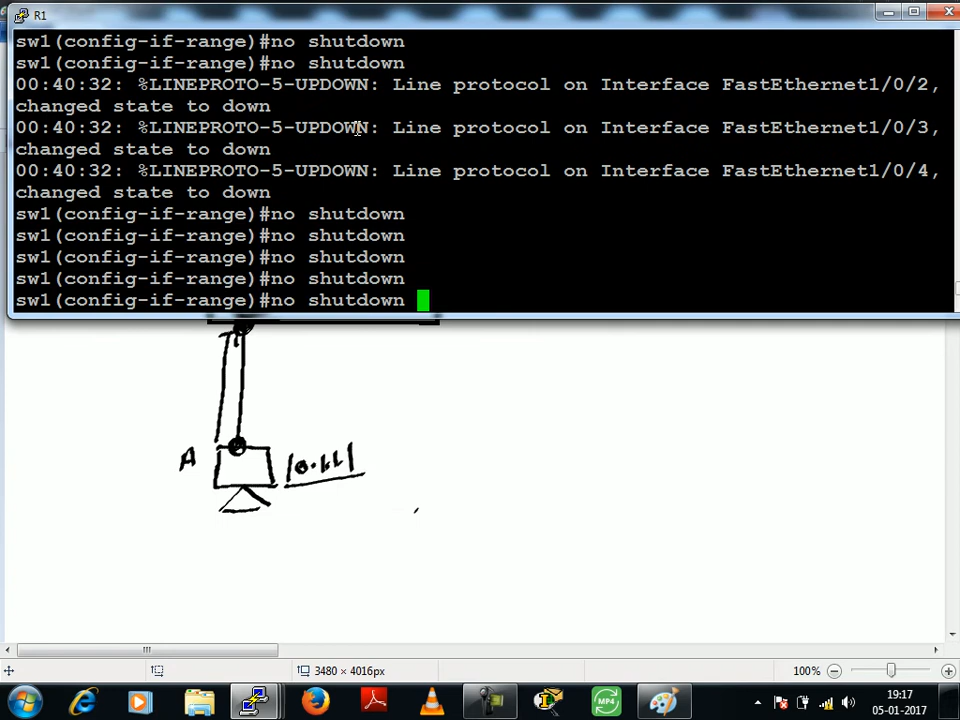 R1
sw1(config-if-range)#no shutdown
sw1(config-if-range)#no shutdown
00:40:32: %LINEPROTO-5-UPDOWN: Line protocol on Interface FastEthernet1/0/2,
changed state to down
00:40:32: %LINEPROTO-5-UPDOWN: Line protocol on Interface FastEthernet1/0/3,
changed state to down
00:40:32: %LINEPROTO-5-UPDOWN: Line protocol on Interface FastEthernet1/0/4,
changed state to down
sw1(config-if-range)#no shutdown
sw1(config-if-range)#no shutdown
sw1(config-if-range)#no shutdown
sw1(config-if-range)#no shutdown
sw1(config-if-range)#no shutdown
A
3480 × 4016px
100%
MP4
19:17
05-01-2017